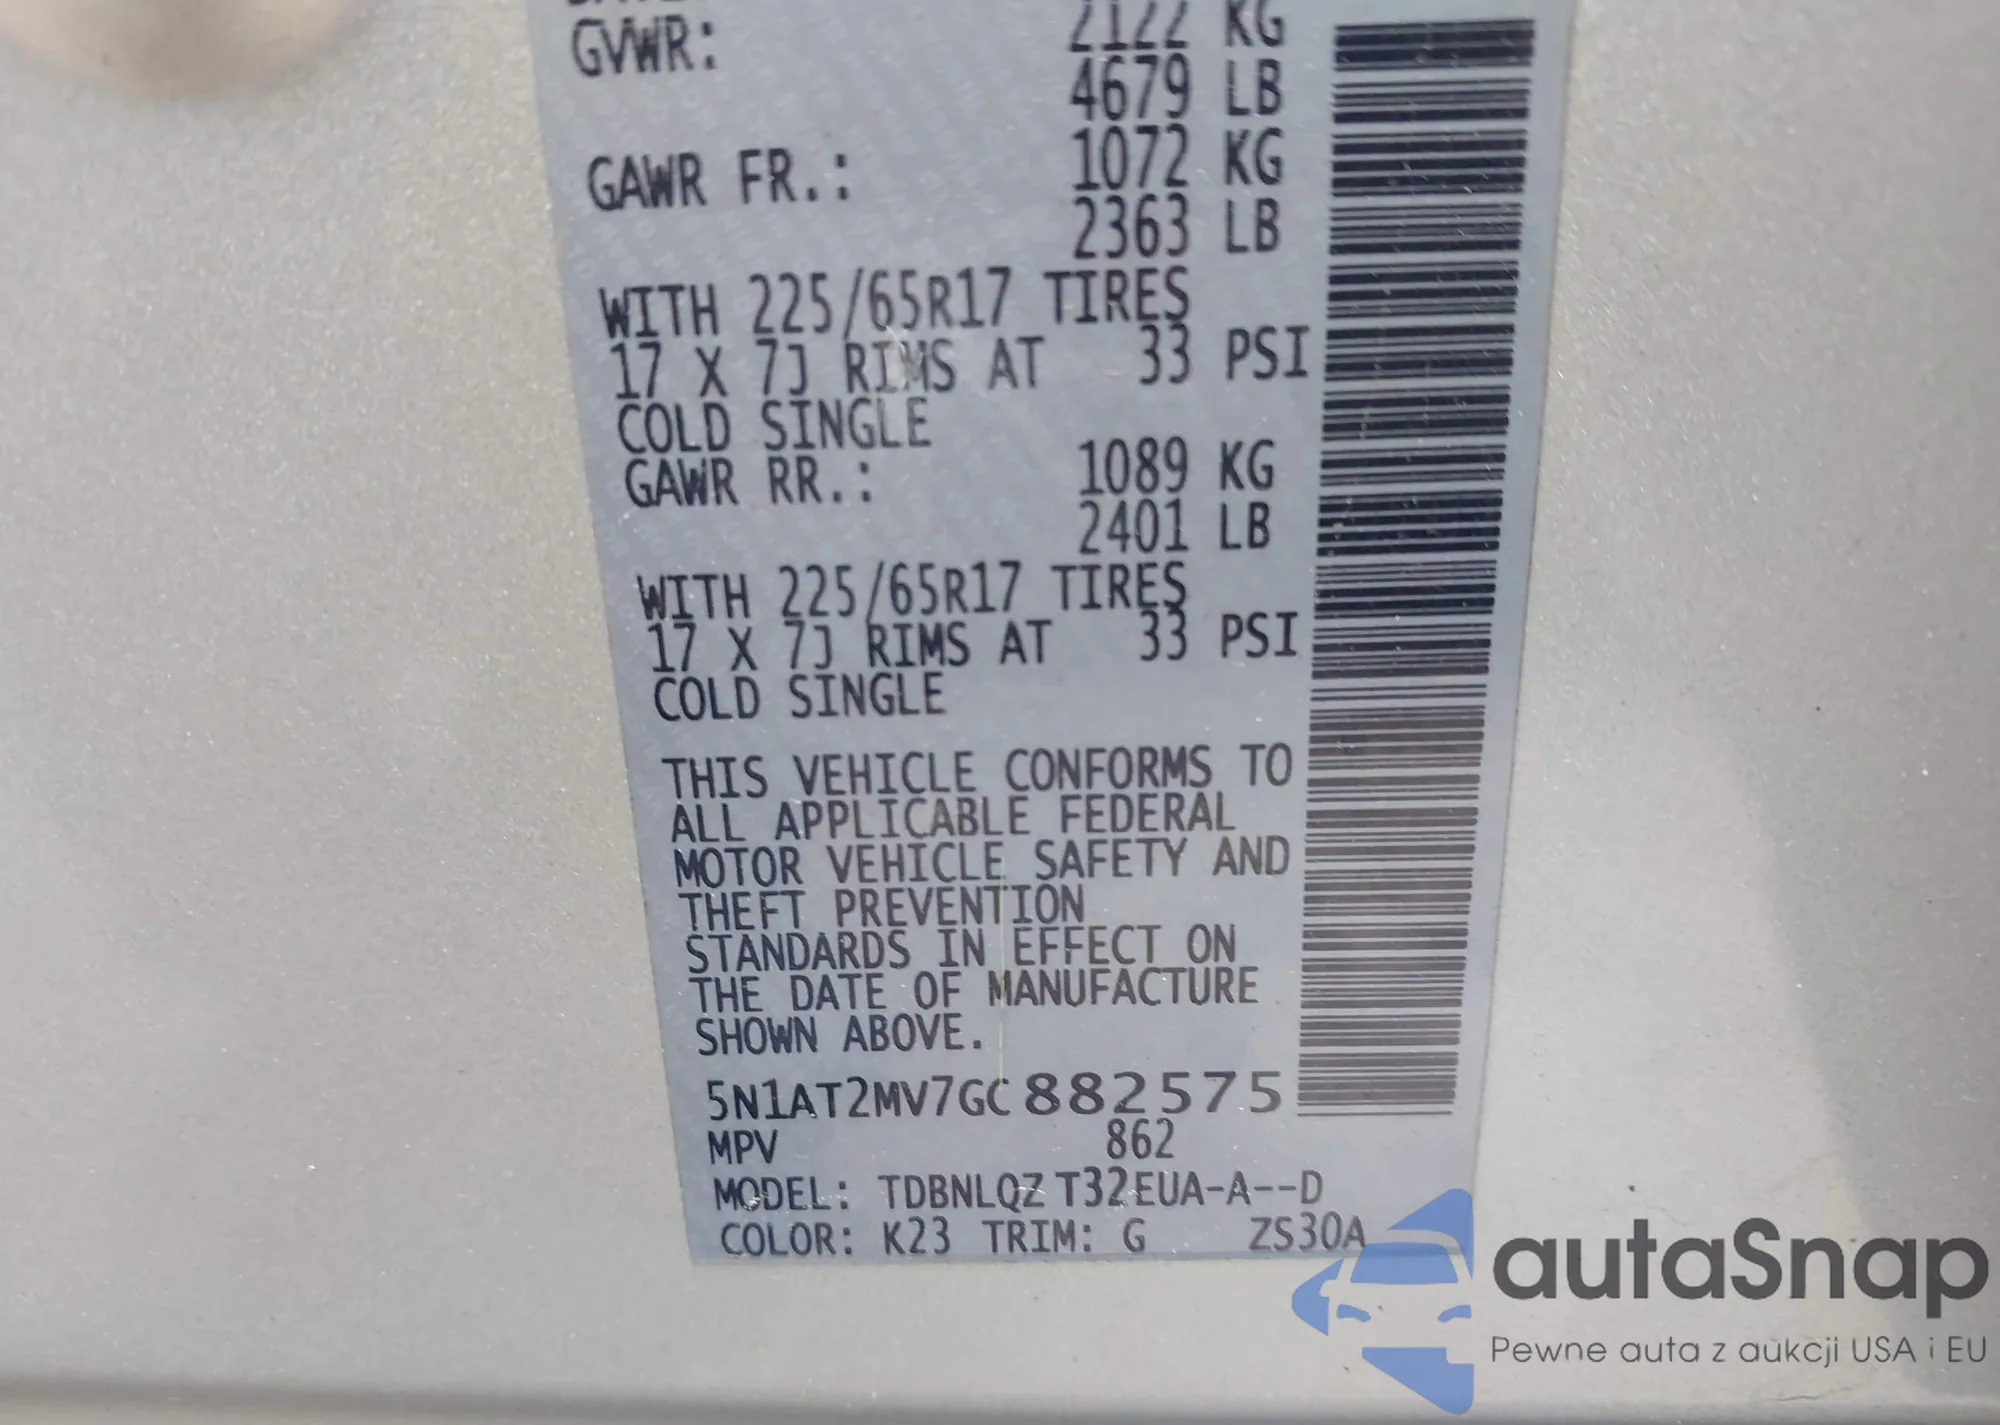 GVWR: 2122 KG
4679 LB
GAWR FR.: 1072 KG
2363 LB
WITH 225/65R17 TIRES
17 X 7J RIMS AT 33 PSI
COLD SINGLE
GAWR RR.: 1089 KG
2401 LB
WITH 225/65R17 TIRES
17 X 7J RIMS AT 33 PSI
COLD SINGLE
THIS VEHICLE CONFORMS TO
ALL APPLICABLE FEDERAL
MOTOR VEHICLE SAFETY AND
THEFT PREVENTION
STANDARDS IN EFFECT ON
THE DATE OF MANUFACTURE
SHOWN ABOVE.
5N1AT2MV7GC882575
MPV 862
MODEL: TDBNLQZ T32EUA-A--D
COLOR: K23 TRIM: G ZS30A
autaSnap
Pewne auta z aukcji USA i EU